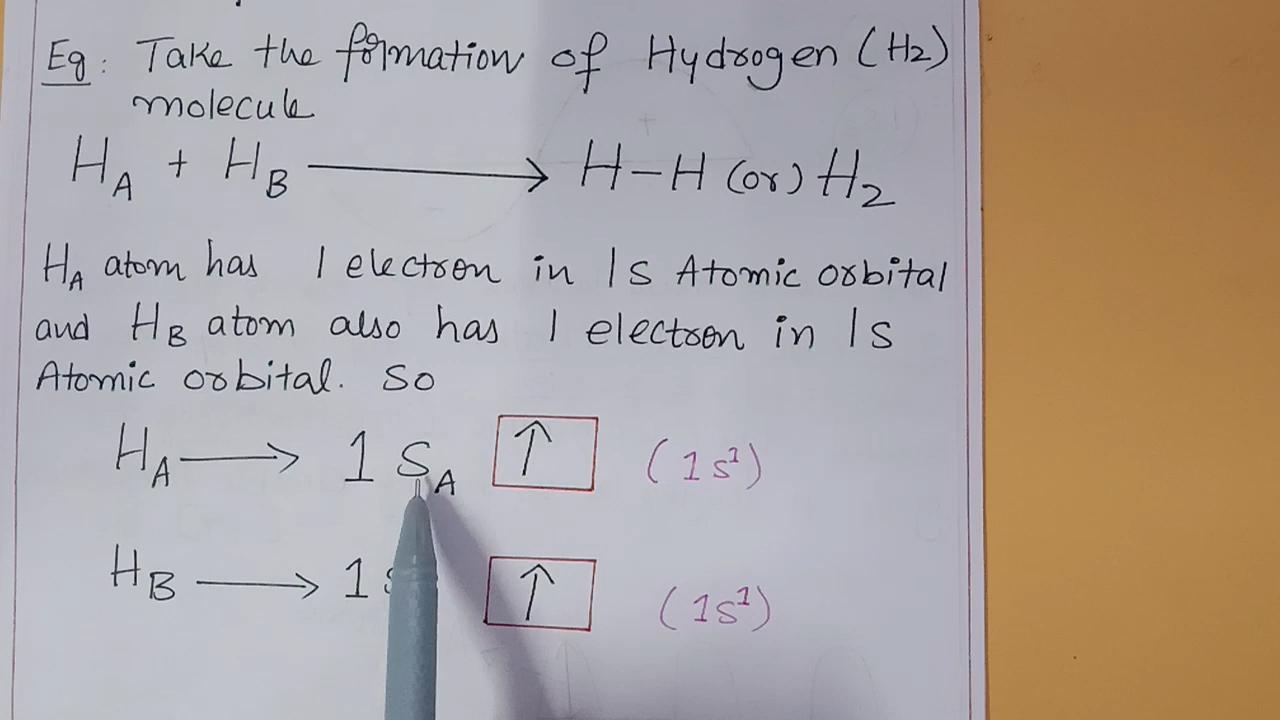 Eg: Take the formation of Hydrogen (H2)
molecule
HA + HB → H-H (or) H2
HA atom has 1 electron in 1s Atomic orbital
and HB atom also has 1 electron in 1s
Atomic orbital. So
HA → 1 SA ↑ (1s¹)
HB → 1 ↑ (1s¹)